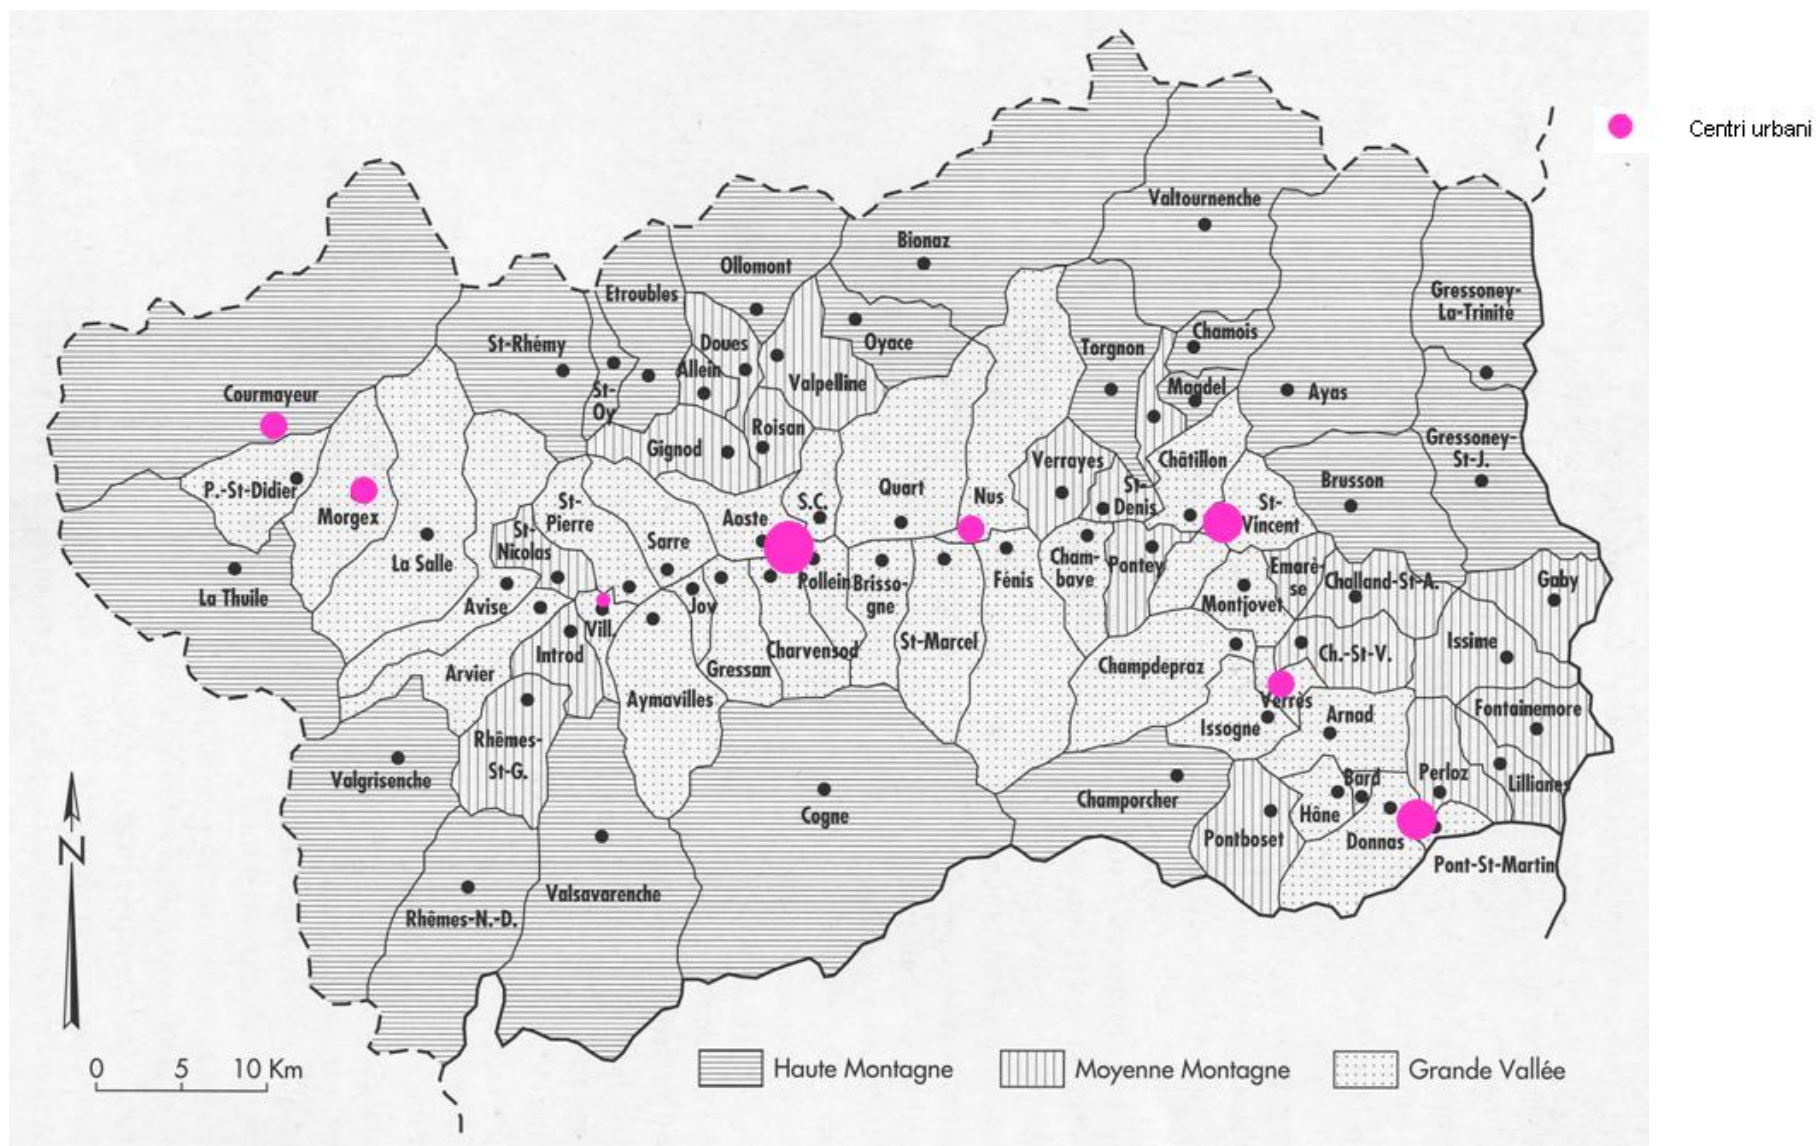 Centri urbani
Valtournenche
Bionaz
Ollomont
Etroubles
Gressoney-
La-Trinité
St-Rhémy
Doues
Oyace
Chamois
Torgnon
Allein
Valpelline
Magdel
Ayas
Courmayeur
St-
Oy
Roisan
Gignod
Gressoney-
St-J.
Verrayes
Châtillon
Brusson
P.-St-Didier
Quart
St-
Denis
Nus
S.C.
St-
Pierre
St-
Vincent
Morgex
Aoste
St-
Nicolas
Sarre
La Salle
Cham-
bave
Pontey
Emarè-
se
Fénis
Rollein
Brisso-
gne
Challand-St-A.
Gaby
La Thuile
Avise
Jov
Montjovet
Vill.
St-Marcel
Issime
Introd
Charvensod
Ch.-St-V.
Gressan
Champdepraz
Arvier
Aymavilles
Verrès
Fontainemore
Arnad
Issogne
Rhêmes-
St-G.
Valgrisenche
Bard
Perloz
Lillianes
Champorcher
Cogne
Hône
Pontboset
Donnas
Pont-St-Martin
Valsavarenche
Rhêmes-N.-D.
N
0 5 10 Km
Haute Montagne
Moyenne Montagne
Grande Vallée